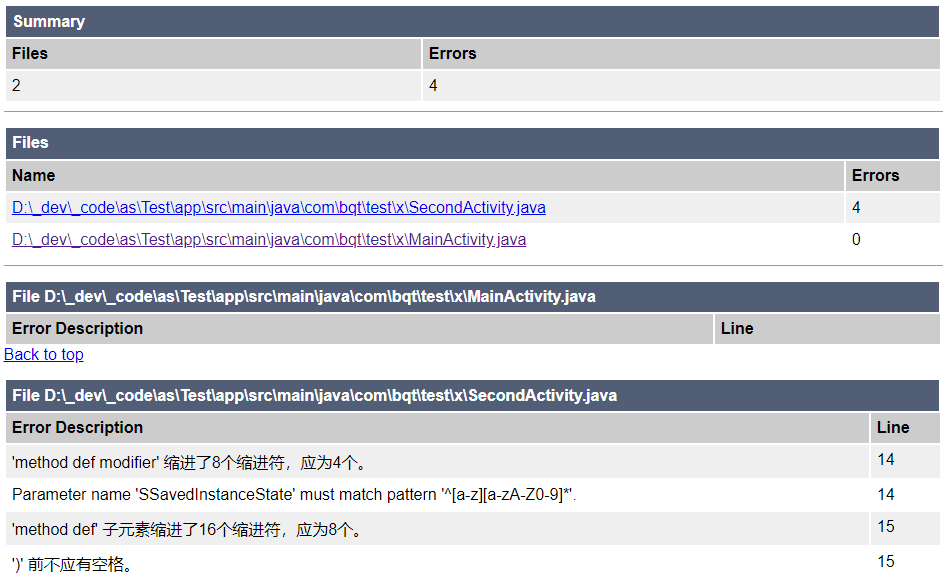 Summary
Files Errors
2 4
Files
Name Errors
D:\_dev\_code\as\Test\app\src\main\java\com\bqt\test\x\SecondActivity.java 4
D:\_dev\_code\as\Test\app\src\main\java\com\bqt\test\x\MainActivity.java 0
File D:\_dev\_code\as\Test\app\src\main\java\com\bqt\test\x\MainActivity.java
Error Description Line
Back to top
File D:\_dev\_code\as\Test\app\src\main\java\com\bqt\test\x\SecondActivity.java
Error Description Line
'method def modifier' 缩进了8个缩进符，应为4个。 14
Parameter name 'SSavedInstanceState' must match pattern '^[a-z][a-zA-Z0-9]*'. 14
'method def' 子元素缩进了16个缩进符，应为8个。 15
')' 前不应有空格。 15